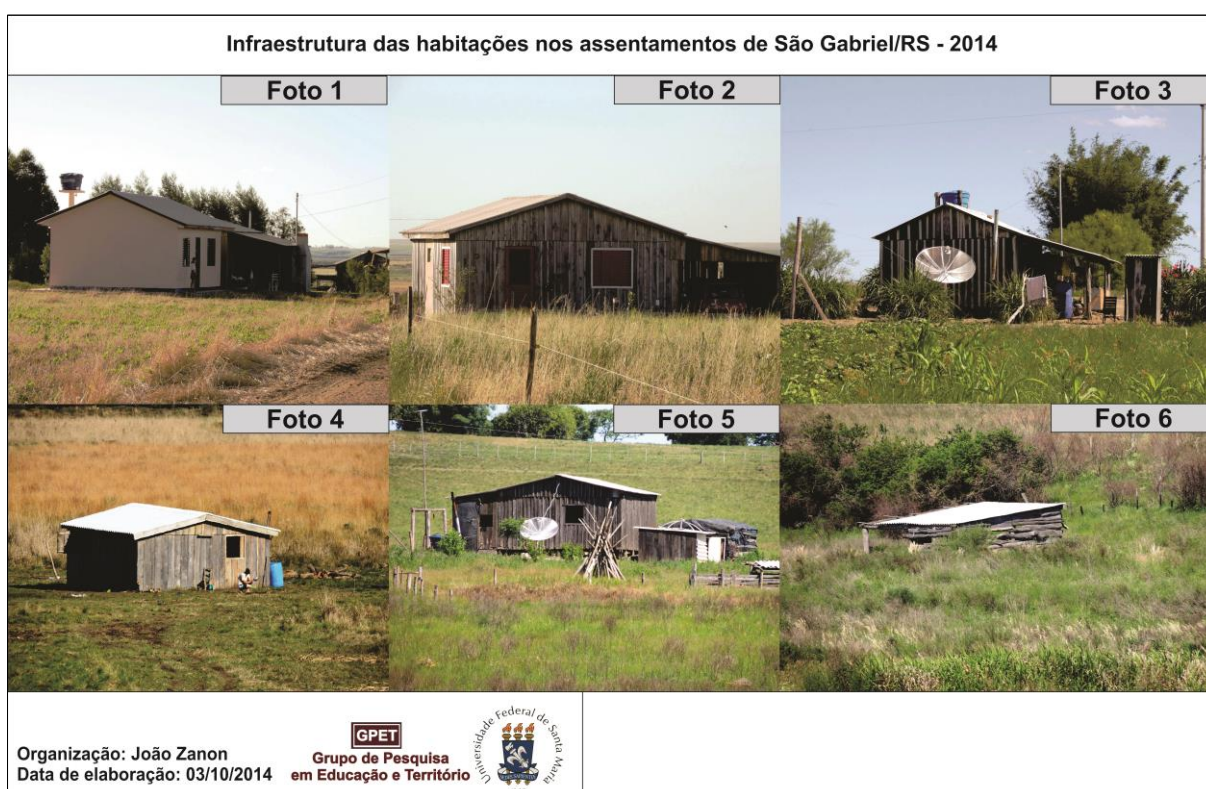 Infraestrutura das habitações nos assentamentos de São Gabriel/RS - 2014
Foto 1
Foto 2
Foto 3
Foto 4
Foto 5
Foto 6
Organização: João Zanon
Data de elaboração: 03/10/2014
GPET
Grupo de Pesquisa
em Educação e Território
Universidade Federal de Santa Maria